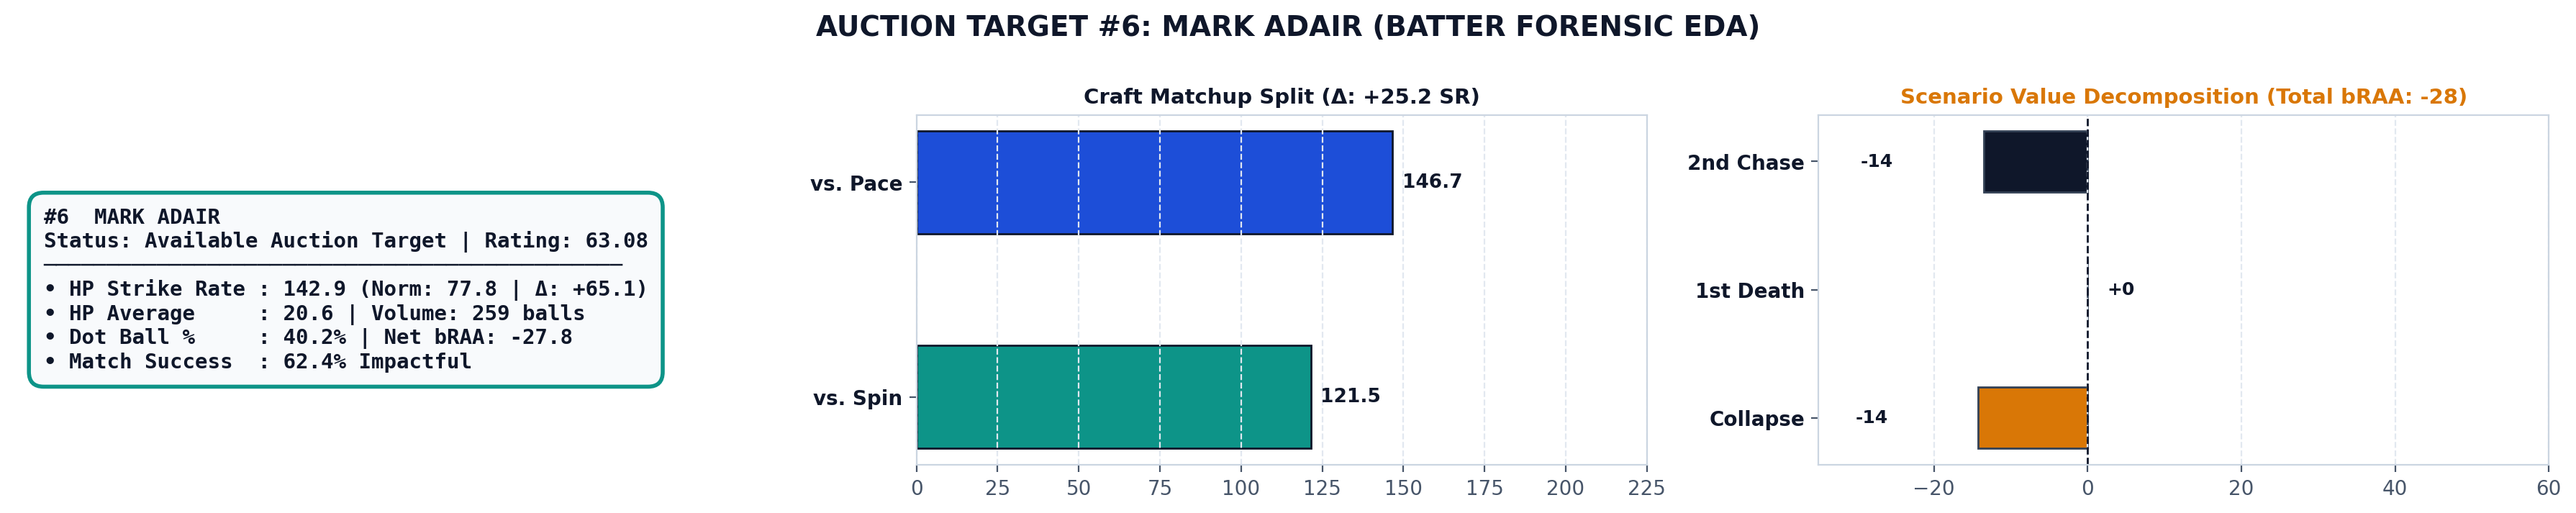 AUCTION TARGET #6: MARK ADAIR (BATTER FORENSIC EDA)
#6  MARK ADAIR
Status: Available Auction Target | Rating: 63.08
• HP Strike Rate : 142.9 (Norm: 77.8 | Δ: +65.1)
• HP Average     : 20.6 | Volume: 259 balls
• Dot Ball %     : 40.2% | Net bRAA: -27.8
• Match Success  : 62.4% Impactful
Craft Matchup Split (Δ: +25.2 SR)
vs. Pace
146.7
vs. Spin
121.5
0 25 50 75 100 125 150 175 200 225
Scenario Value Decomposition (Total bRAA: -28)
2nd Chase
-14
1st Death
+0
Collapse
-14
−20 0 20 40 60